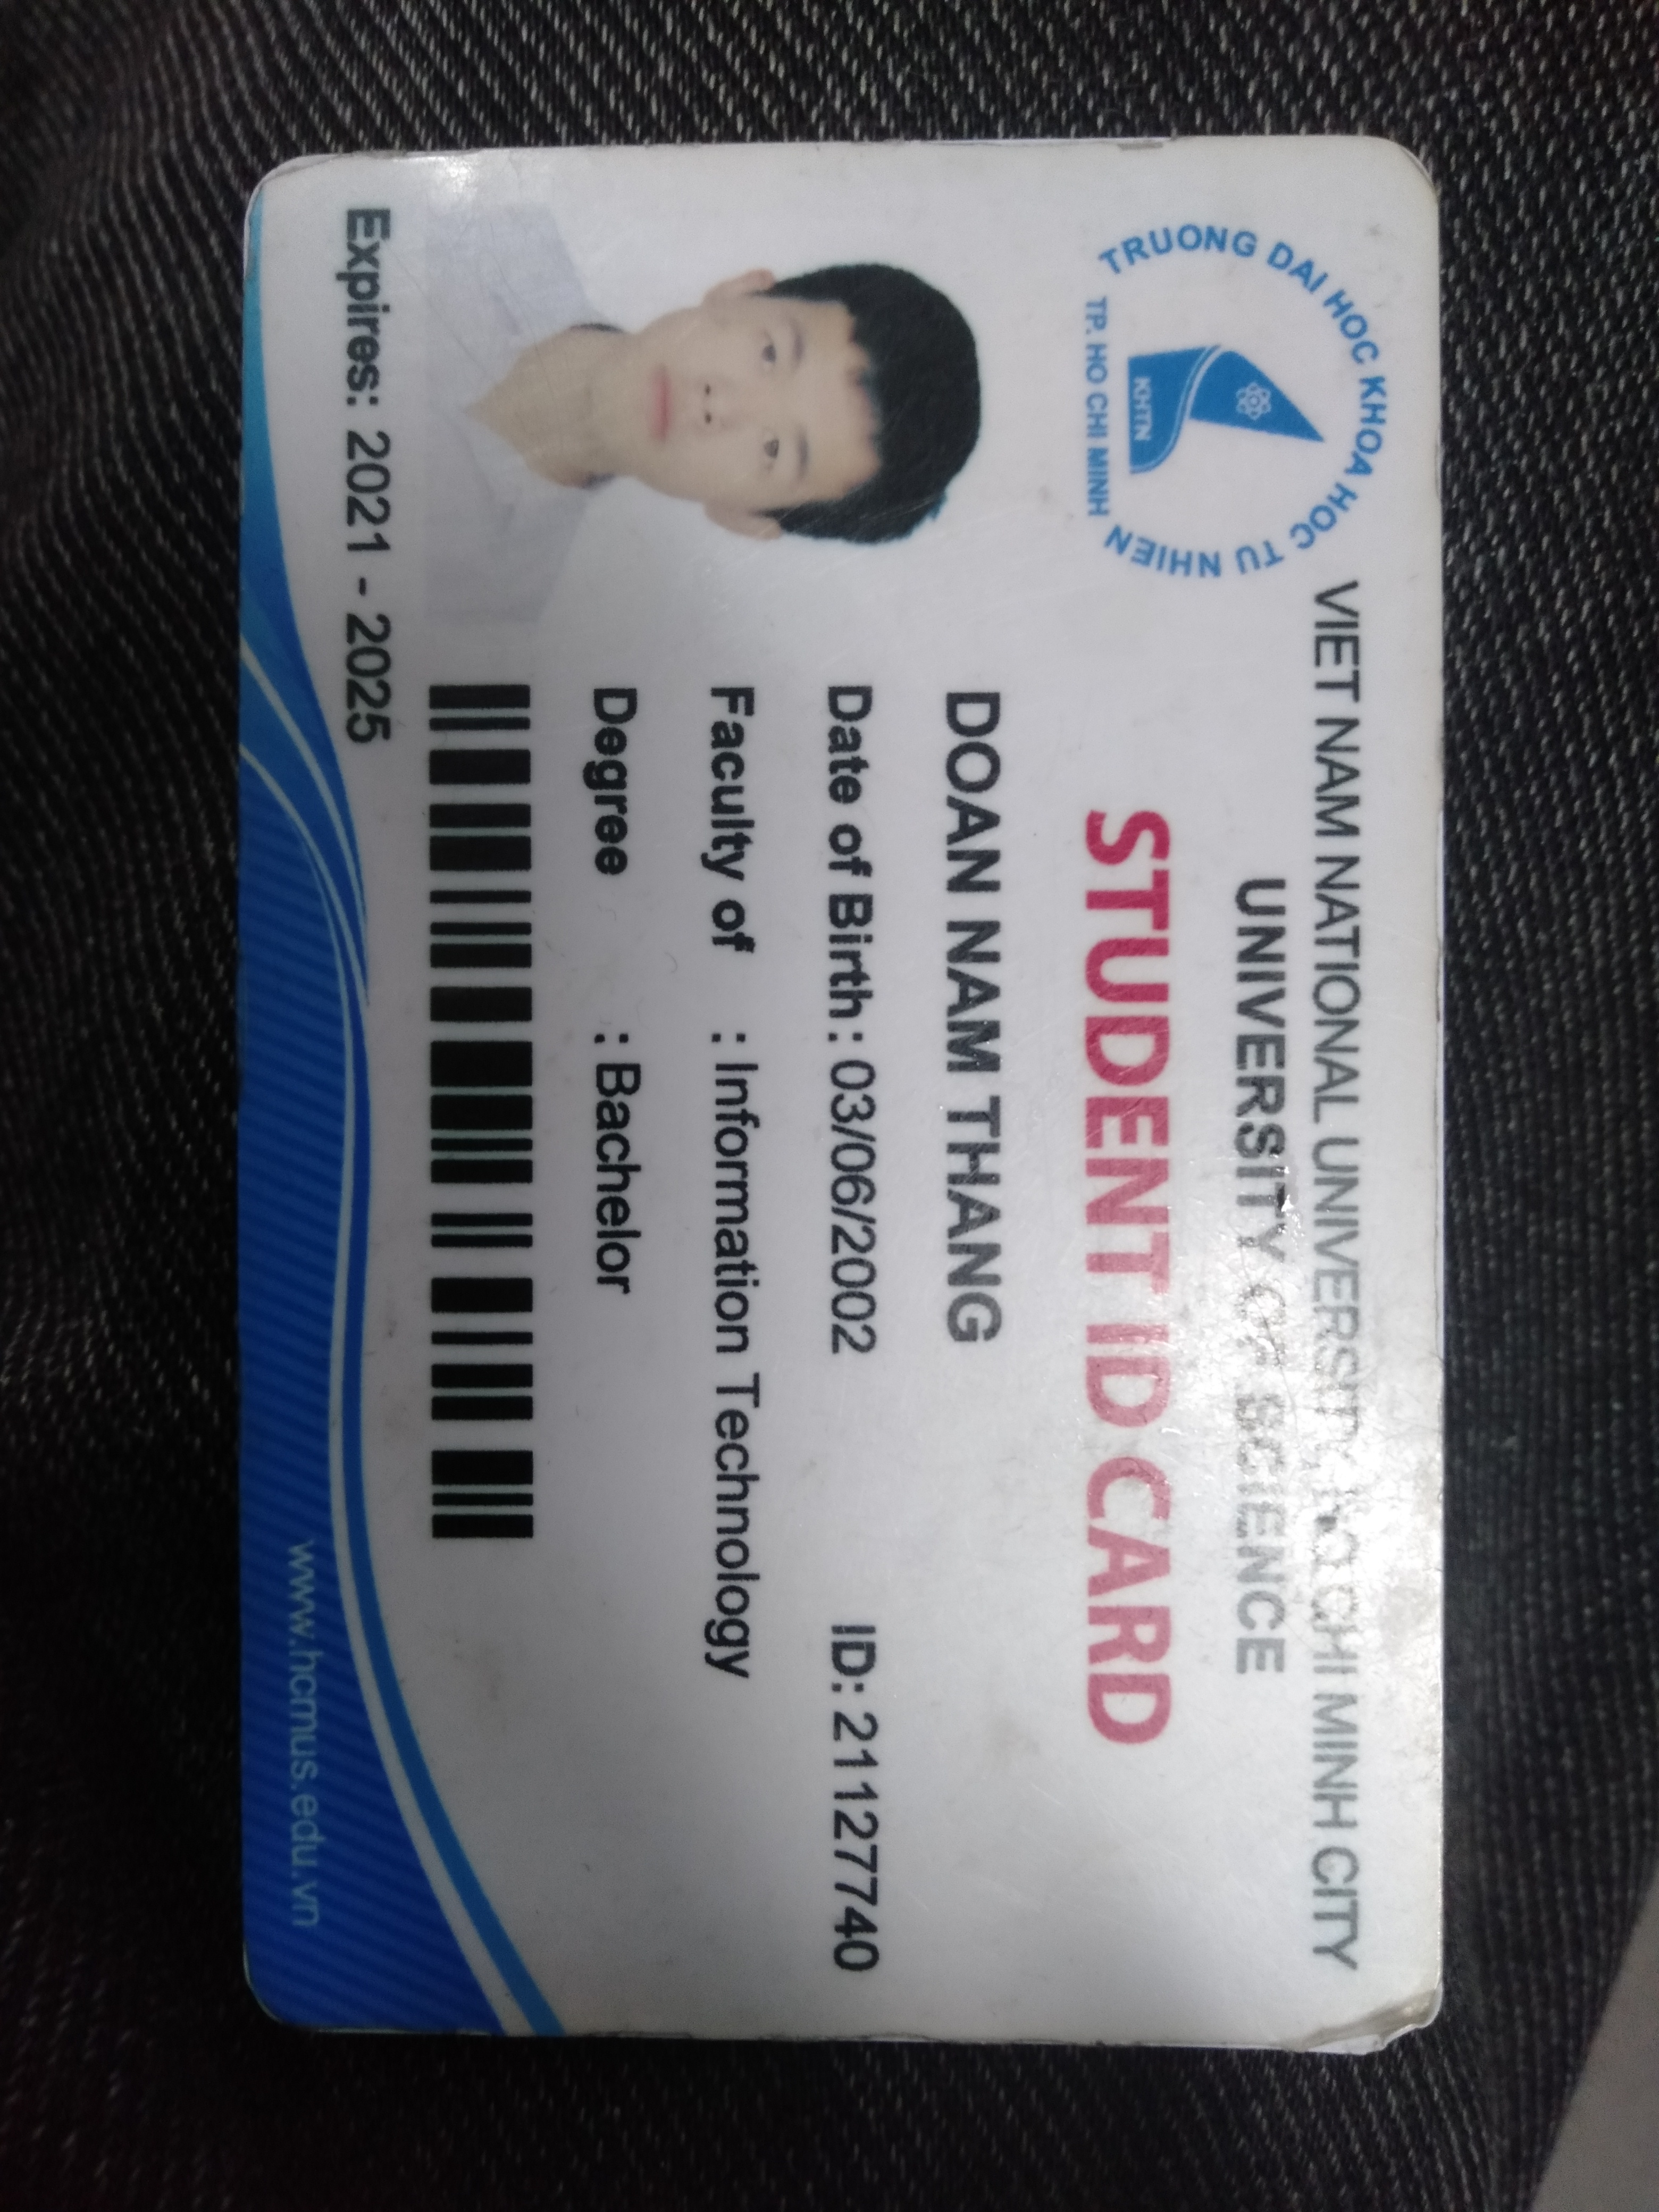 TRUONG DAI HOC KHOA HOC TU NHIEN
TP. HO CHI MINH
KHTN
VIET NAM NATIONAL UNIVERSITY HO CHI MINH CITY
UNIVERSITY OF SCIENCE
STUDENT ID CARD
DOAN NAM THANG
Date of Birth : 03/06/2002 ID: 21127740
Faculty of : Information Technology
Degree : Bachelor
Expires: 2021 - 2025
www.hcmus.edu.vn